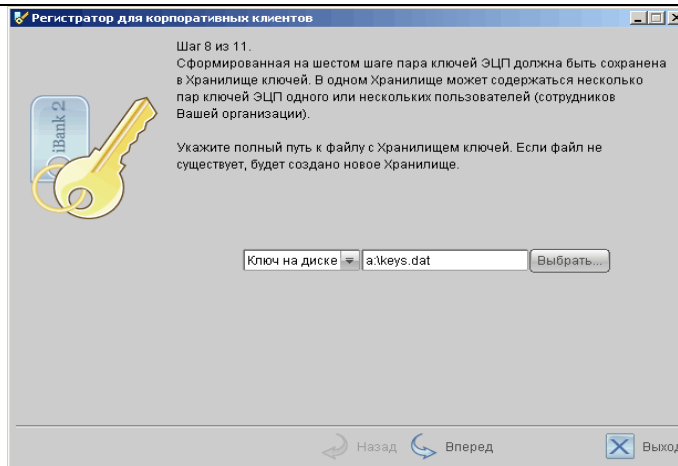 Регистратор для корпоративных клиентов
Шаг 8 из 11.
Сформированная на шестом шаге пара ключей ЭЦП должна быть сохранена
в Хранилище ключей. В одном Хранилище может содержаться несколько
пар ключей ЭЦП одного или нескольких пользователей (сотрудников
Вашей организации).
Укажите полный путь к файлу с Хранилищем ключей. Если файл не
существует, будет создано новое Хранилище.
iBank 2
Ключ на диске a:\keys.dat Выбрать...
Назад Вперед Выход